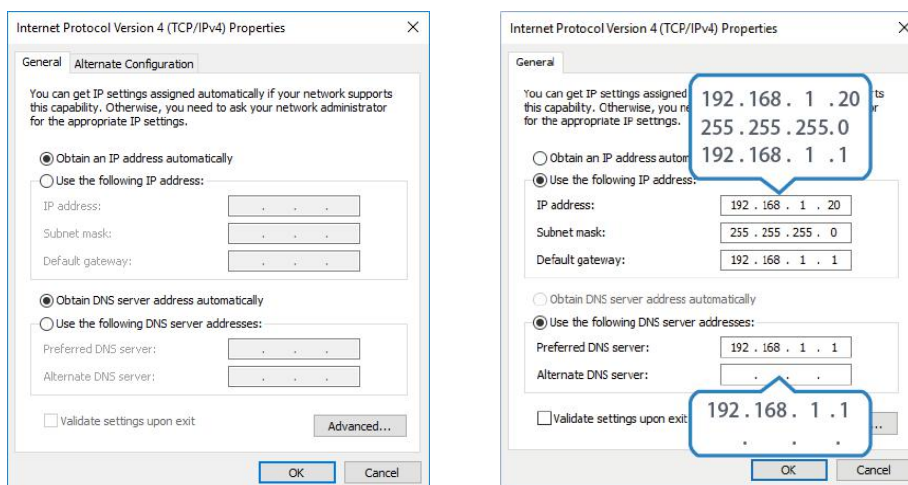 Internet Protocol Version 4 (TCP/IPv4) Properties
General
Alternate Configuration
You can get IP settings assigned automatically if your network supports
this capability. Otherwise, you need to ask your network administrator
for the appropriate IP settings.
Obtain an IP address automatically
Use the following IP address:
IP address:
Subnet mask:
Default gateway:
Obtain DNS server address automatically
Use the following DNS server addresses:
Preferred DNS server:
Alternate DNS server:
Validate settings upon exit
Advanced...
OK
Cancel
Internet Protocol Version 4 (TCP/IPv4) Properties
General
You can get IP settings assigned
this capability. Otherwise, you
for the appropriate IP settings.
192.168. 1 .20
255.255.255.0
192.168. 1 .1
Obtain an IP address
Use the following IP address:
IP address: 192 . 168 . 1 . 20
Subnet mask: 255 . 255 . 255 . 0
Default gateway: 192 . 168 . 1 . 1
Obtain DNS server address automatically
Use the following DNS server addresses:
Preferred DNS server: 192 . 168 . 1 . 1
Alternate DNS server: . . .
Validate settings upon exit
192.168. 1 .1
. . .
OK
Cancel